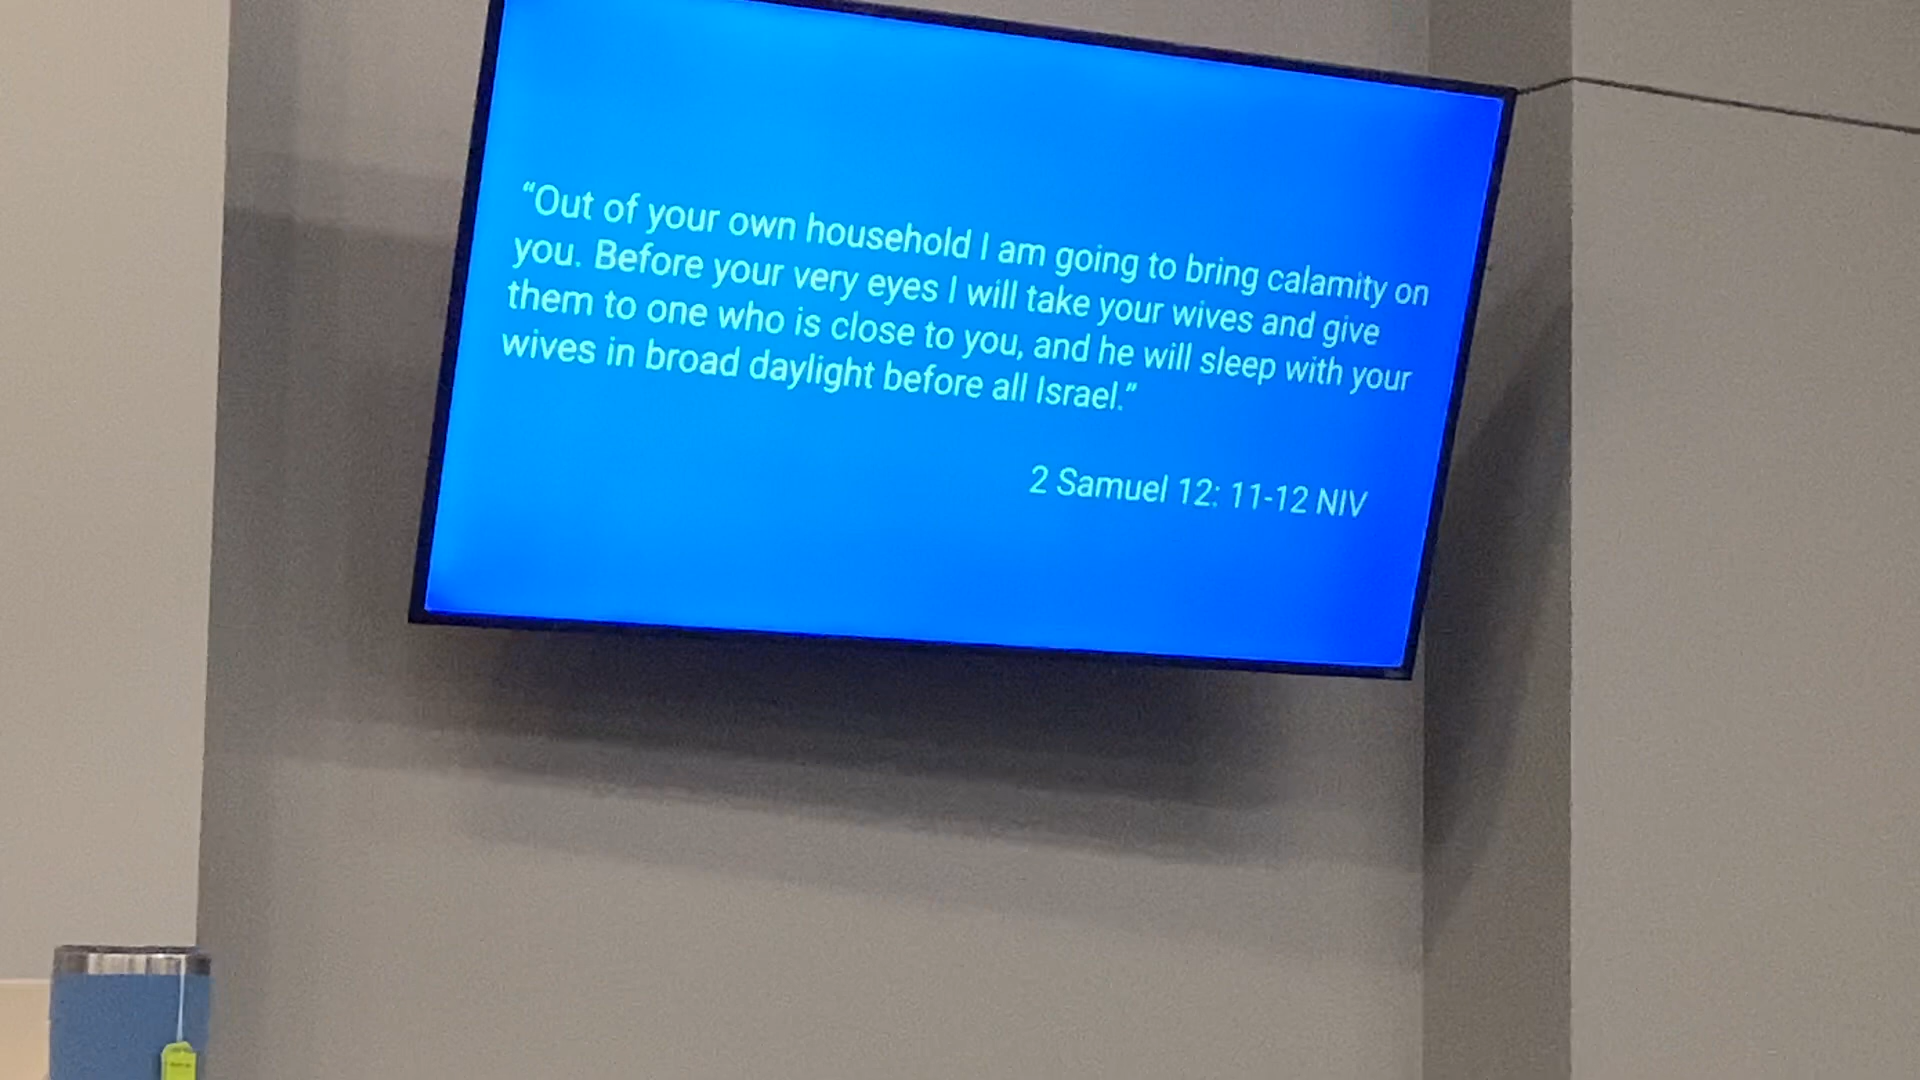 “Out of your own household I am going to bring calamity on
you. Before your very eyes I will take your wives and give
them to one who is close to you, and he will sleep with your
wives in broad daylight before all Israel.”
2 Samuel 12: 11-12 NIV